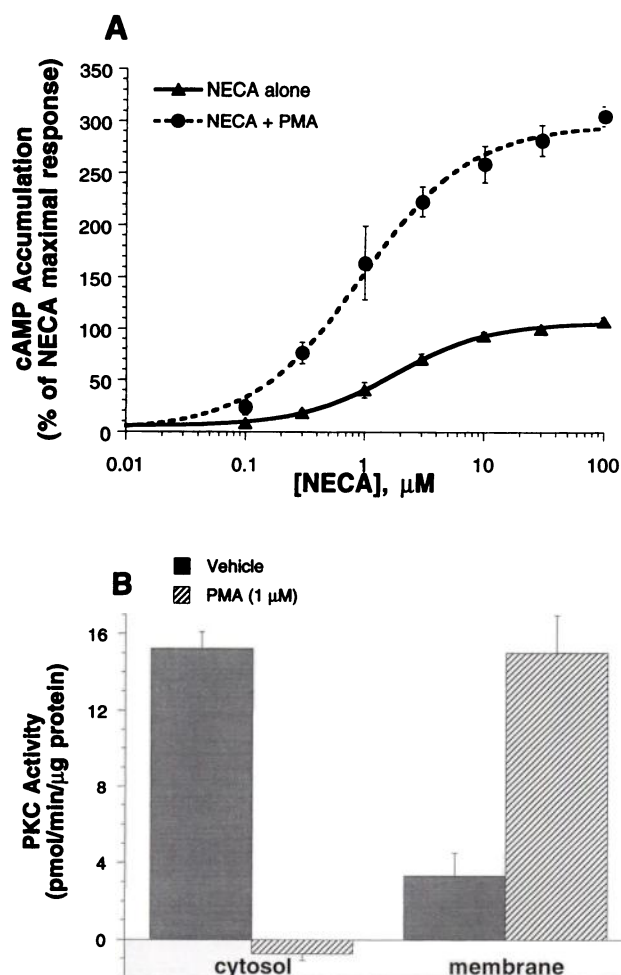 A
cAMP Accumulation
(% of NECA maximal response)
350
300
250
200
150
100
50
0
NECA alone
NECA + PMA
0.01
0.1
1
10
100
[NECA], µM
B
Vehicle
PMA (1 µM)
PKC Activity
(pmol/min/µg protein)
16
12
8
4
0
cytosol
membrane